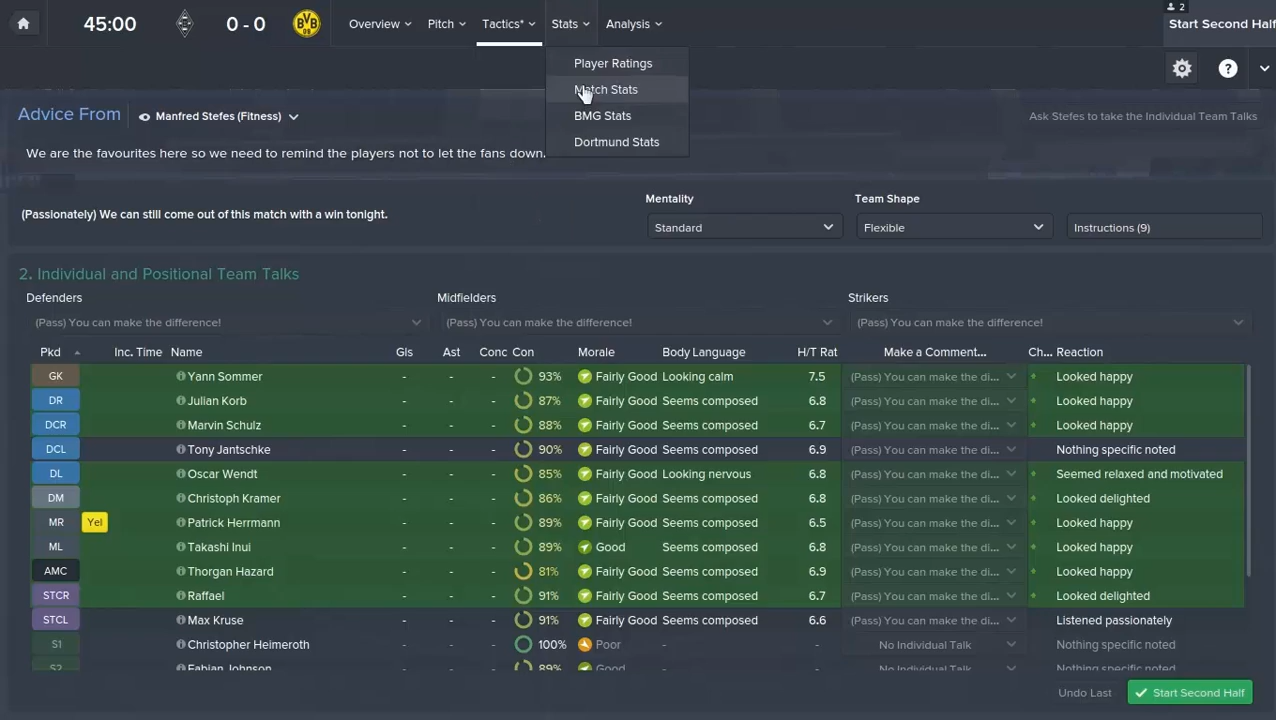 45:00 0 - 0 BVB 09 Overview Pitch Tactics* Stats Analysis 2 Start Second Half
Player Ratings
Match Stats
BMG Stats
Dortmund Stats
Advice From Manfred Stefes (Fitness) Ask Stefes to take the Individual Team Talks
We are the favourites here so we need to remind the players not to let the fans down.
Mentality Team Shape
(Passionately) We can still come out of this match with a win tonight. Standard Flexible Instructions (9)
2. Individual and Positional Team Talks
Defenders Midfielders Strikers
(Pass) You can make the difference! (Pass) You can make the difference! (Pass) You can make the difference!
Pkd Inc. Time Name Gls Ast Conc Con Morale Body Language H/T Rat Make a Comment... Ch... Reaction
GK Yann Sommer - - - 93% Fairly Good Looking calm 7.5 (Pass) You can make the di... Looked happy
DR Julian Korb - - - 87% Fairly Good Seems composed 6.8 (Pass) You can make the di... Looked happy
DCR Marvin Schulz - - - 88% Fairly Good Seems composed 6.7 (Pass) You can make the di... Looked happy
DCL Tony Jantschke - - - 90% Fairly Good Seems composed 6.9 (Pass) You can make the di... Nothing specific noted
DL Oscar Wendt - - - 85% Fairly Good Looking nervous 6.8 (Pass) You can make the di... Seemed relaxed and motivated
DM Christoph Kramer - - - 86% Fairly Good Seems composed 6.8 (Pass) You can make the di... Looked delighted
MR Yel Patrick Herrmann - - - 89% Fairly Good Seems composed 6.5 (Pass) You can make the di... Looked happy
ML Takashi Inui - - - 89% Good Seems composed 6.8 (Pass) You can make the di... Looked happy
AMC Thorgan Hazard - - - 81% Fairly Good Seems composed 6.9 (Pass) You can make the di... Looked happy
STCR Raffael - - - 91% Fairly Good Seems composed 6.7 (Pass) You can make the di... Looked delighted
STCL Max Kruse - - - 91% Fairly Good Seems composed 6.6 (Pass) You can make the di... Listened passionately
S1 Christopher Heimeroth - - - 100% Poor - - No Individual Talk Nothing specific noted
S2 Fabian Johnson - - - 89% Good - - No Individual Talk Nothing specific noted
Undo Last Start Second Half